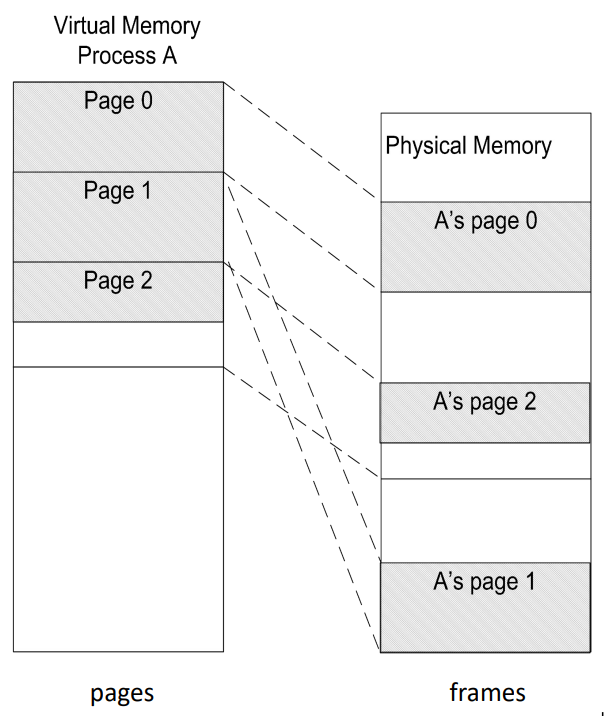 Virtual Memory
Process A
Page 0
Page 1
Page 2
Physical Memory
A's page 0
A's page 2
A's page 1
pages
frames